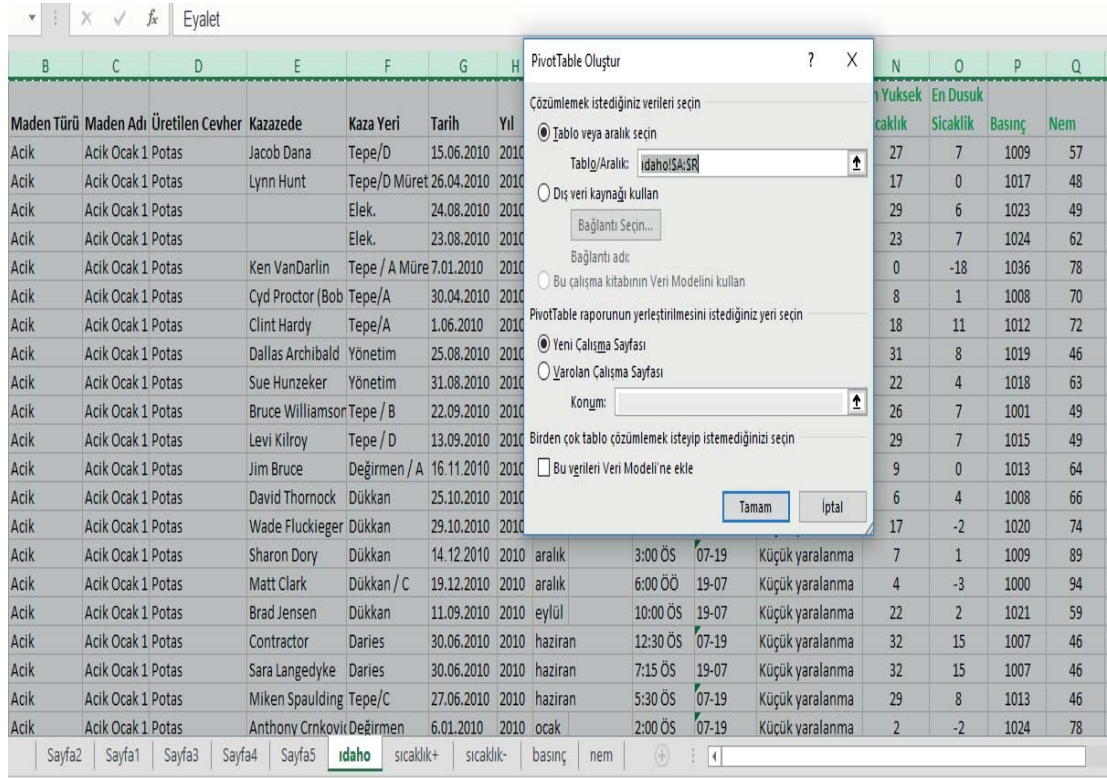 fx Eyalet
B C D E F G H N O P Q
PivotTable Oluştur ? X
Çözümlemek istediğiniz verileri seçin
Tablo veya aralık seçin
Tablo/Aralık: ıdaho!$A:$R
Dış veri kaynağı kullan
Bağlantı Seçin...
Bağlantı adı:
Bu çalışma kitabının Veri Modelini kullan
PivotTable raporunun yerleştirilmesini istediğiniz yeri seçin
Yeni Çalışma Sayfası
Varolan Çalışma Sayfası
Konum:
Birden çok tablo çözümlemek isteyip istemediğinizi seçin
Bu verileri Veri Modeli'ne ekle
Tamam İptal
Yuksek En Dusuk
Maden Türü Maden Adı Üretilen Cevher Kazazede Kaza Yeri Tarih Yıl caklık Sicaklik Basınç Nem
Acik Acik Ocak 1 Potas Jacob Dana Tepe/D 15.06.2010 2010 27 7 1009 57
Acik Acik Ocak 1 Potas Lynn Hunt Tepe/D Müret 26.04.2010 2010 17 0 1017 48
Acik Acik Ocak 1 Potas Elek. 24.08.2010 2010 29 6 1023 49
Acik Acik Ocak 1 Potas Elek. 23.08.2010 2010 23 7 1024 62
Acik Acik Ocak 1 Potas Ken VanDarlin Tepe / A Müre 7.01.2010 2010 0 -18 1036 78
Acik Acik Ocak 1 Potas Cyd Proctor (Bob Tepe/A 30.04.2010 2010 8 1 1008 70
Acik Acik Ocak 1 Potas Clint Hardy Tepe/A 1.06.2010 2010 18 11 1012 72
Acik Acik Ocak 1 Potas Dallas Archibald Yönetim 25.08.2010 2010 31 8 1019 46
Acik Acik Ocak 1 Potas Sue Hunzeker Yönetim 31.08.2010 2010 22 4 1018 63
Acik Acik Ocak 1 Potas Bruce Williamson Tepe / B 22.09.2010 2010 26 7 1001 49
Acik Acik Ocak 1 Potas Levi Kilroy Tepe / D 13.09.2010 2010 29 7 1015 49
Acik Acik Ocak 1 Potas Jim Bruce Değirmen / A 16.11.2010 2010 9 0 1013 64
Acik Acik Ocak 1 Potas David Thornock Dükkan 25.10.2010 2010 6 4 1008 66
Acik Acik Ocak 1 Potas Wade Fluckieger Dükkan 29.10.2010 2010 17 -2 1020 74
Acik Acik Ocak 1 Potas Sharon Dory Dükkan 14.12.2010 2010 aralık 3:00 ÖS 07-19 Küçük yaralanma 7 1 1009 89
Acik Acik Ocak 1 Potas Matt Clark Dükkan / C 19.12.2010 2010 aralık 6:00 ÖÖ 19-07 Küçük yaralanma 4 -3 1000 94
Acik Acik Ocak 1 Potas Brad Jensen Dükkan 11.09.2010 2010 eylül 10:00 ÖS 19-07 Küçük yaralanma 22 2 1021 59
Acik Acik Ocak 1 Potas Contractor Daries 30.06.2010 2010 haziran 12:30 ÖS 07-19 Küçük yaralanma 32 15 1007 46
Acik Acik Ocak 1 Potas Sara Langedyke Daries 30.06.2010 2010 haziran 7:15 ÖS 19-07 Küçük yaralanma 32 15 1007 46
Acik Acik Ocak 1 Potas Miken Spaulding Tepe/C 27.06.2010 2010 haziran 5:30 ÖS 07-19 Küçük yaralanma 29 8 1013 46
Acik Acik Ocak 1 Potas Anthony Crnkovic Değirmen 6.01.2010 2010 ocak 2:00 ÖS 07-19 Küçük yaralanma 2 -2 1024 78
Sayfa2 Sayfa1 Sayfa3 Sayfa4 Sayfa5 ıdaho sıcaklık+ sıcaklık- basınç nem